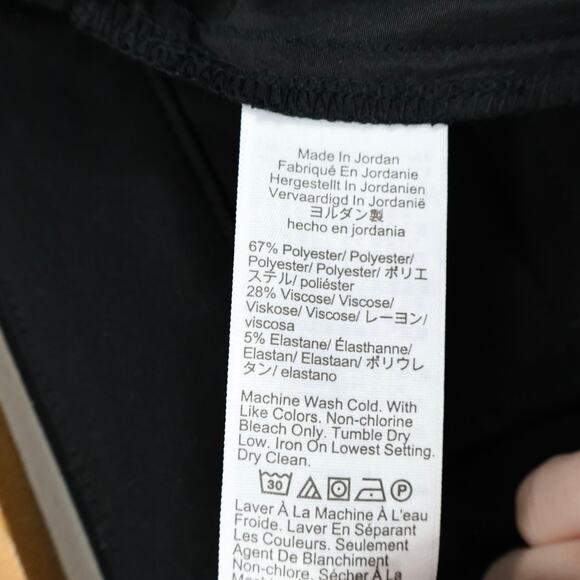 Made In Jordan
Fabriqué En Jordanie
Hergestellt In Jordanien
Vervaardigd In Jordanië
ヨルダン製
hecho en jordania
67% Polyester/ Polyester/
Polyester/ Polyester/ ポリエ
ステル/ poliéster
28% Viscose/ Viscose/
Viskose/ Viscose/ レーヨン/
viscosa
5% Elastane/ Élasthanne/
Elastan/ Elastaan/ ポリウレ
タン/ elastano
Machine Wash Cold. With
Like Colors. Non-chlorine
Bleach Only. Tumble Dry
Low. Iron On Lowest Setting.
Dry Clean.
30 P
Laver À La Machine À L'eau
Froide. Laver En Séparant
Les Couleurs. Seulement
Agent De Blanchiment
Non-chlore. Sécher À La